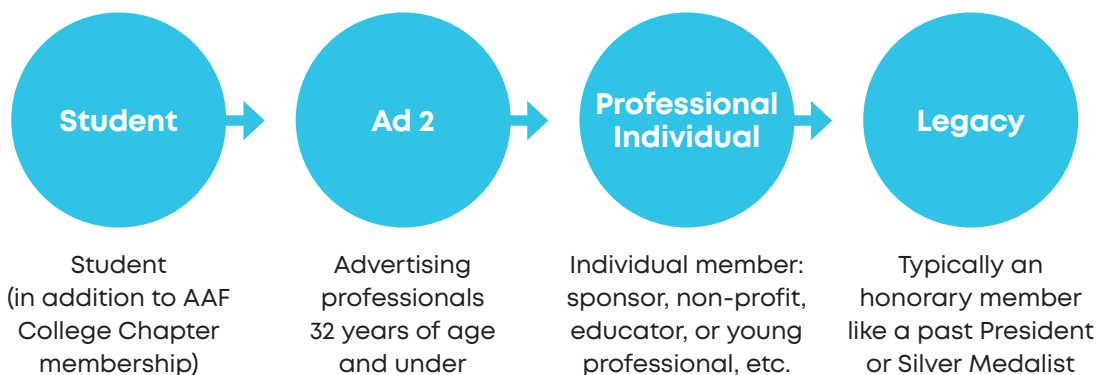 Student
Ad 2
Professional
Individual
Legacy
Student
(in addition to AAF
College Chapter
membership)
Advertising
professionals
32 years of age
and under
Individual member:
sponsor, non-profit,
educator, or young
professional, etc.
Typically an
honorary member
like a past President
or Silver Medalist